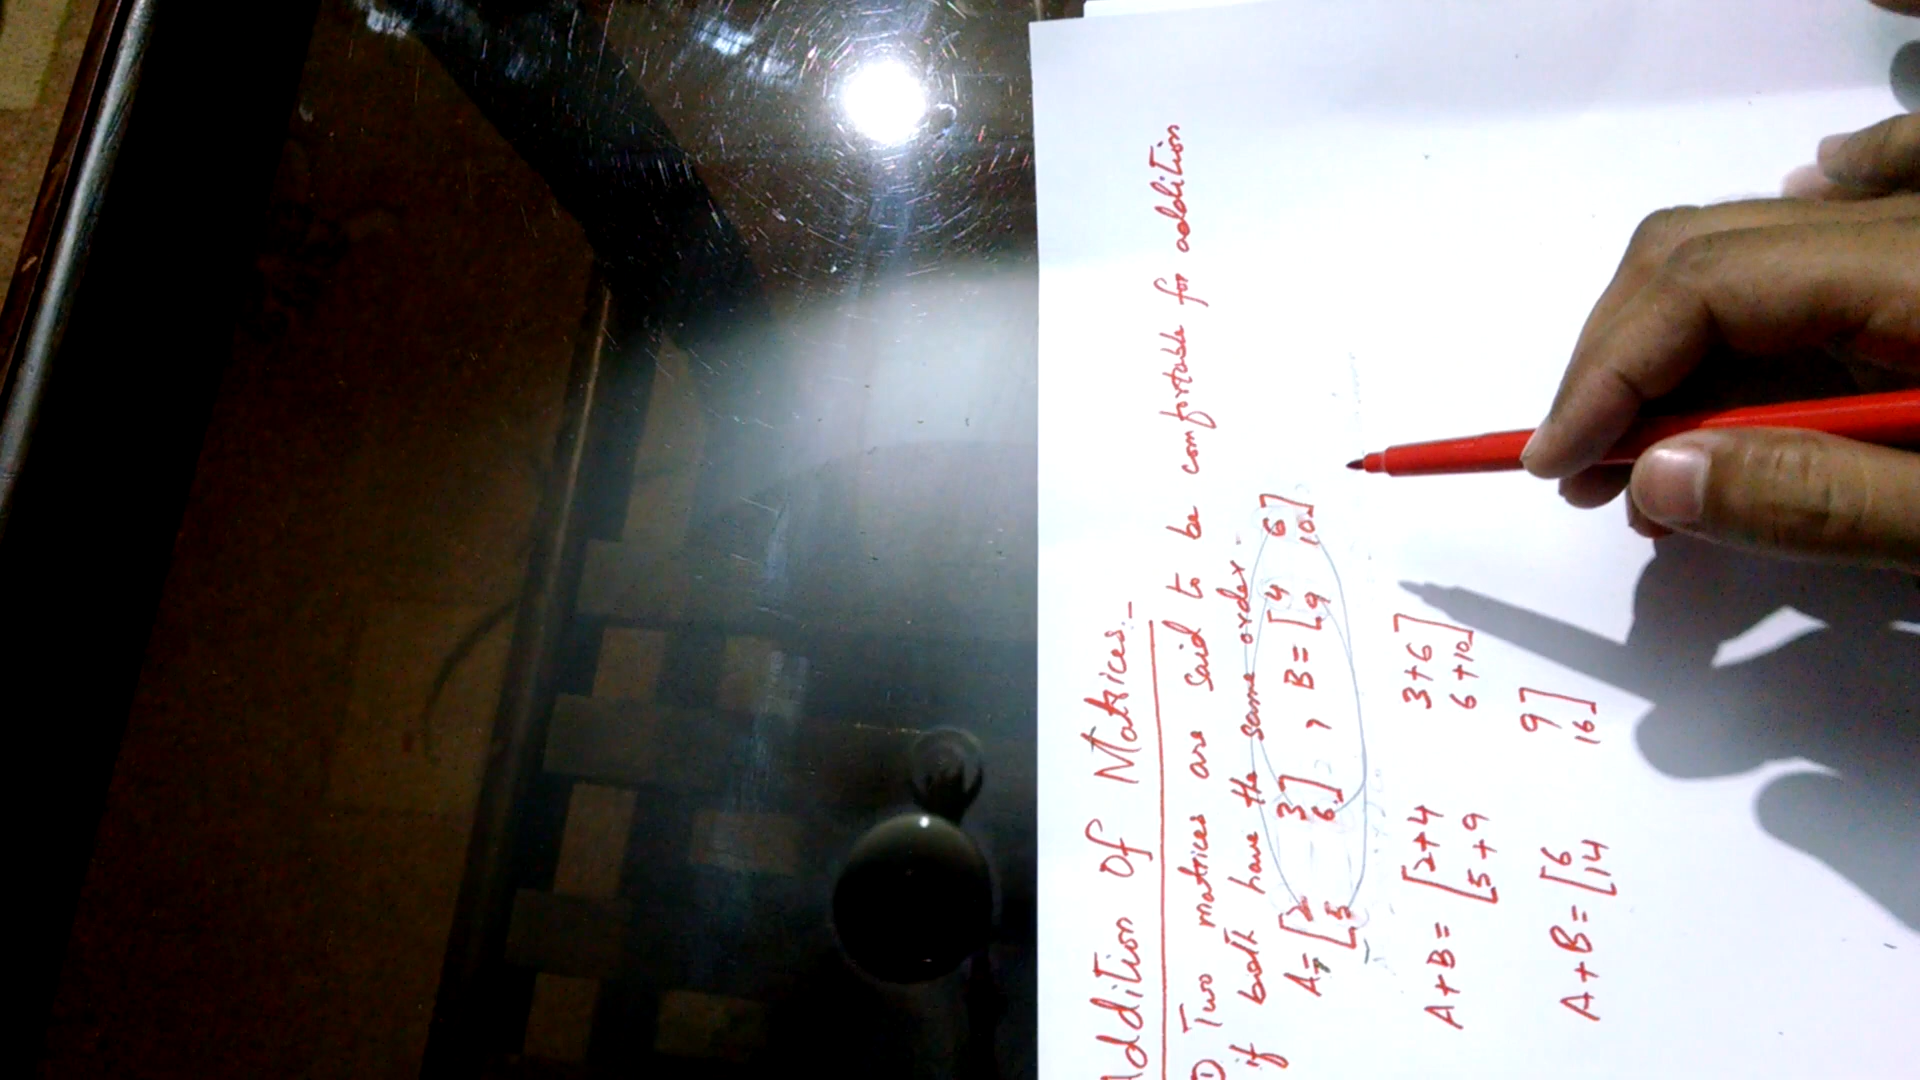 Addition of Matrices:-
① Two matrices are said to be comfortable for addition
if both have the same order.
A = [2 3] , B = [4 6]
[5 6] [9 10]
A+B = [2+4 3+6]
[5+9 6+10]
A+B = [6 9]
[14 16]